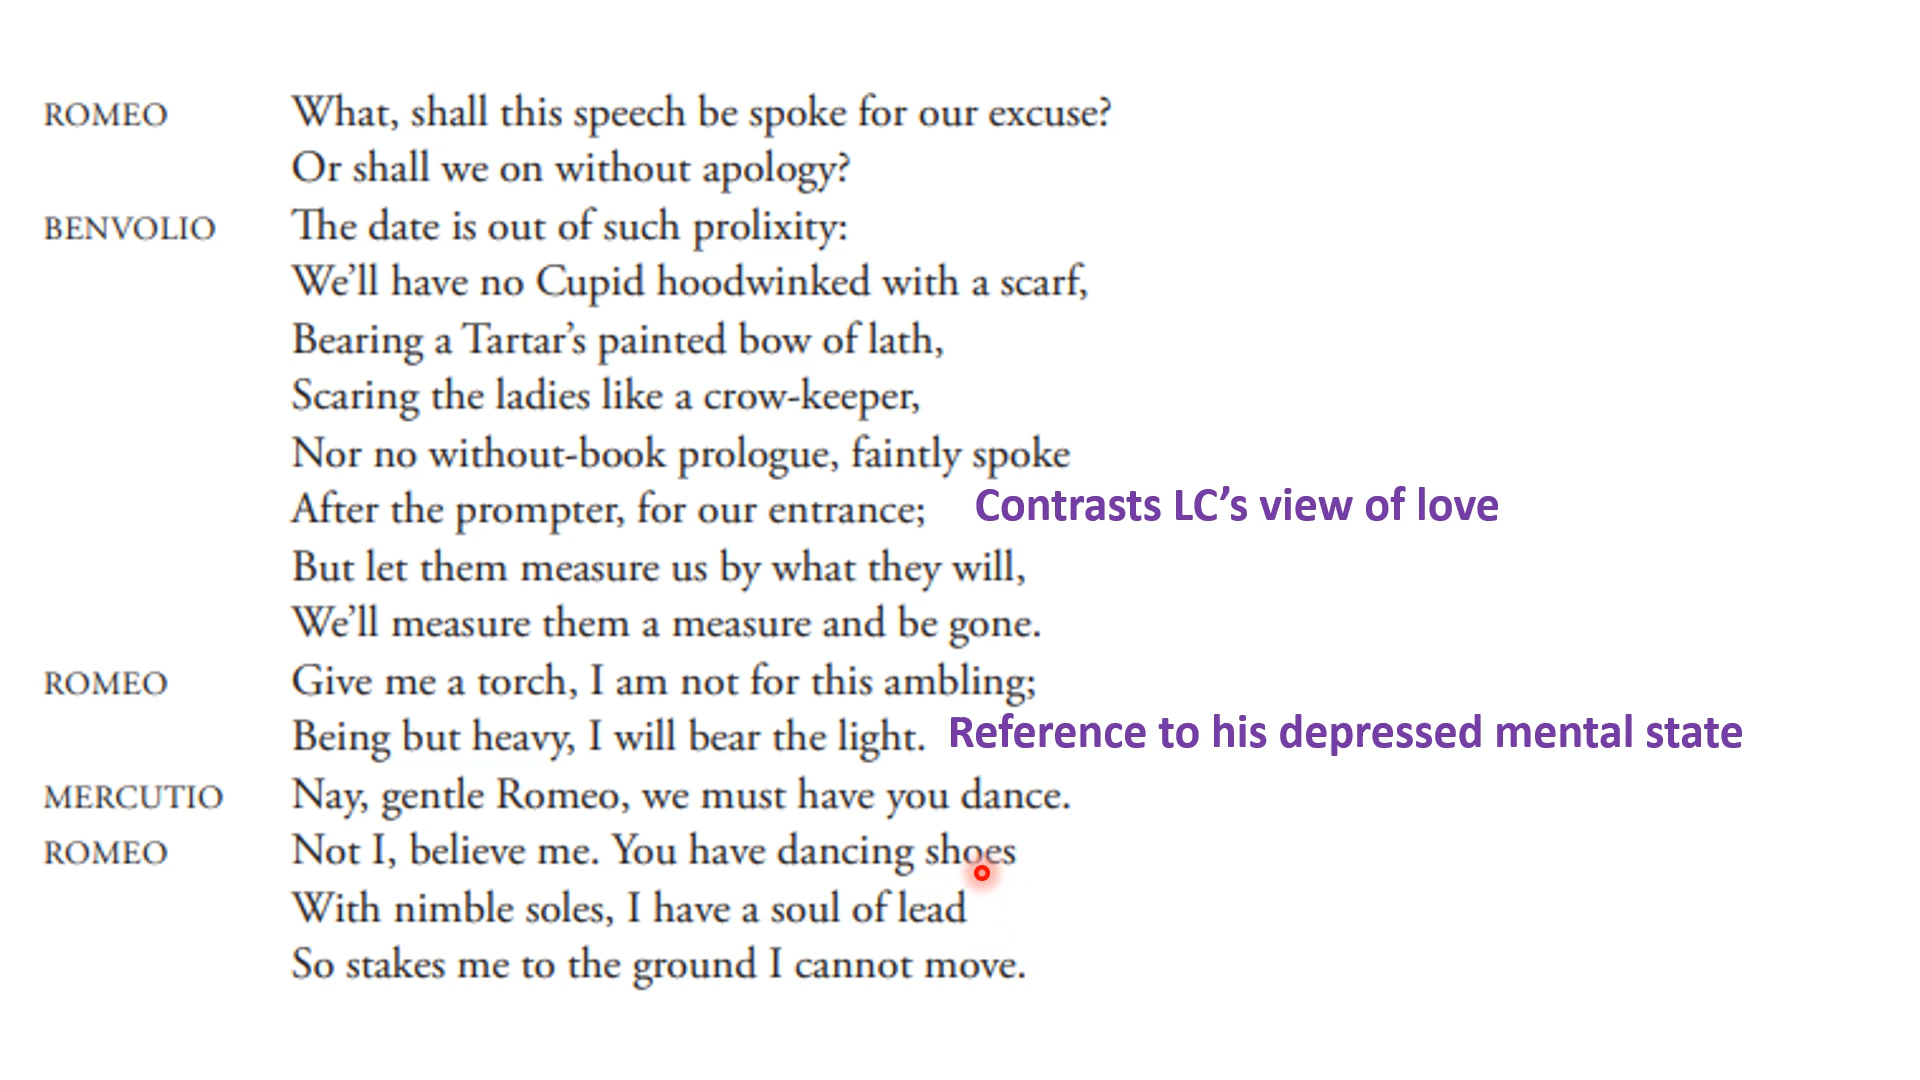 ROMEO What, shall this speech be spoke for our excuse?
Or shall we on without apology?
BENVOLIO The date is out of such prolixity:
We’ll have no Cupid hoodwinked with a scarf,
Bearing a Tartar’s painted bow of lath,
Scaring the ladies like a crow-keeper,
Nor no without-book prologue, faintly spoke
After the prompter, for our entrance; Contrasts LC’s view of love
But let them measure us by what they will,
We’ll measure them a measure and be gone.
ROMEO Give me a torch, I am not for this ambling;
Being but heavy, I will bear the light. Reference to his depressed mental state
MERCUTIO Nay, gentle Romeo, we must have you dance.
ROMEO Not I, believe me. You have dancing shoes
With nimble soles, I have a soul of lead
So stakes me to the ground I cannot move.